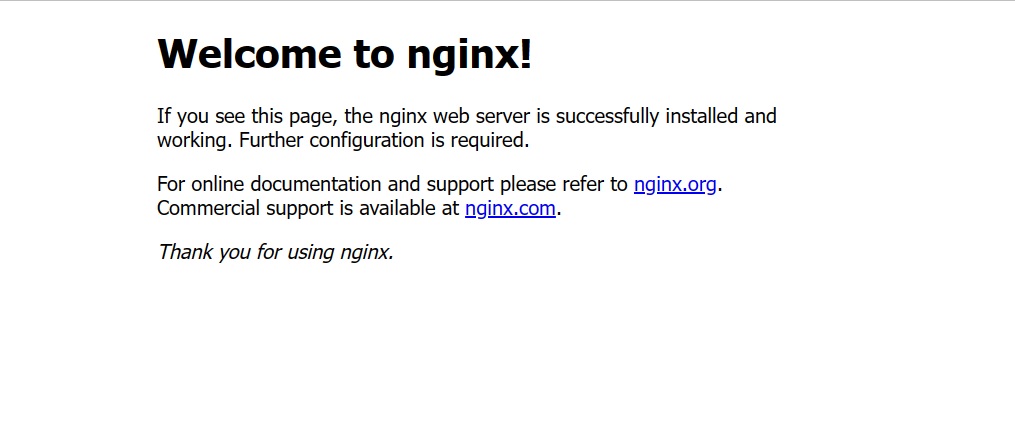 Welcome to nginx!
If you see this page, the nginx web server is successfully installed and
working. Further configuration is required.
For online documentation and support please refer to nginx.org.
Commercial support is available at nginx.com.
Thank you for using nginx.